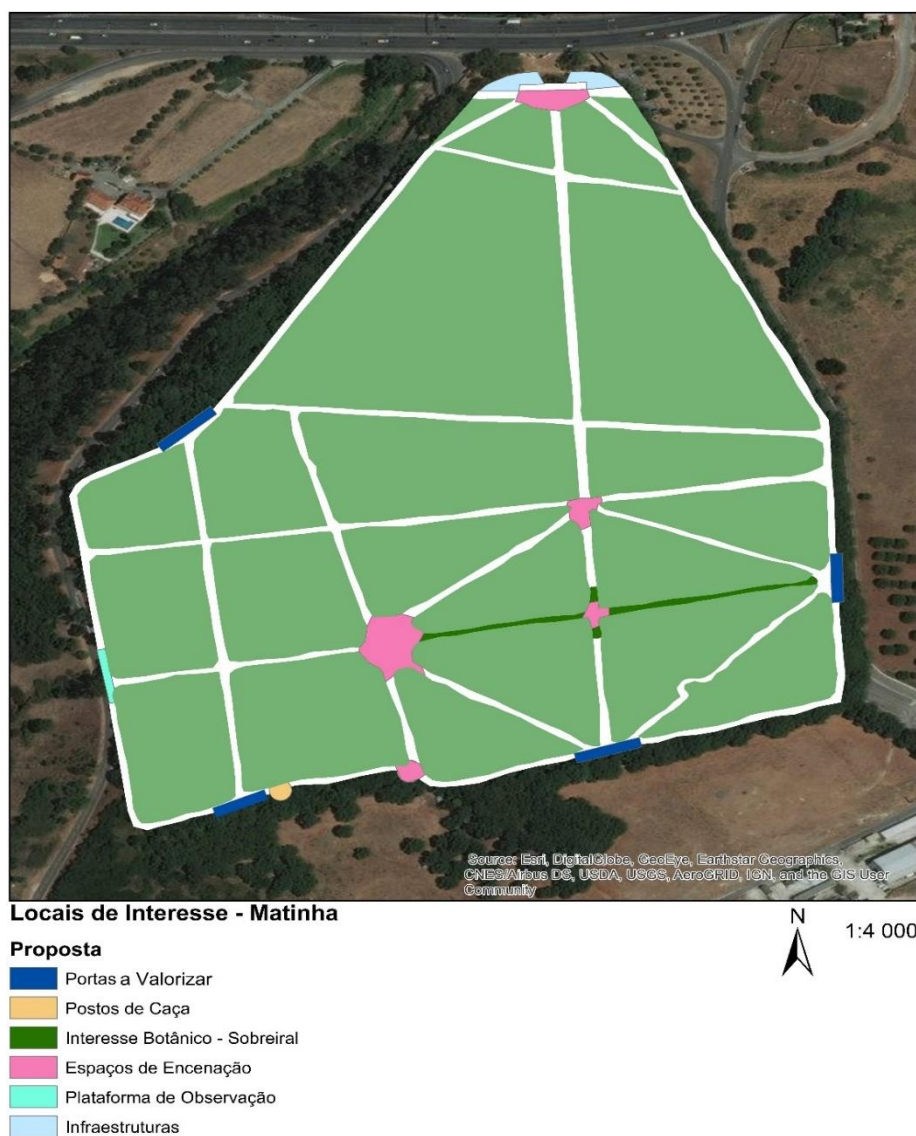 Source: Esri, DigitalGlobe, GeoEye, Earthstar Geographics,
CNES/Airbus DS, USDA, USGS, AeroGRID, IGN, and the GIS User
Community
Locais de Interesse - Matinha
N
1:4 000
Proposta
Portas a Valorizar
Postos de Caça
Interesse Botânico - Sobreiral
Espaços de Encenação
Plataforma de Observação
Infraestruturas